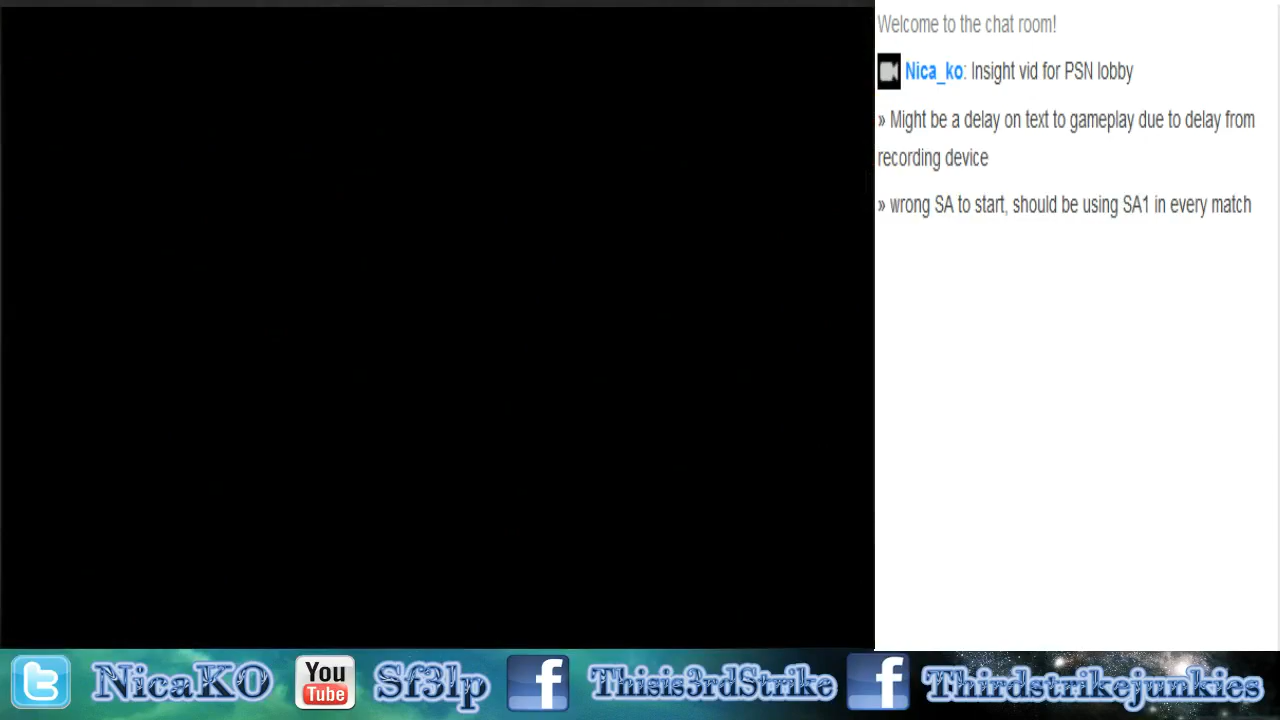 Welcome to the chat room!
Nica_ko: Insight vid for PSN lobby
» Might be a delay on text to gameplay due to delay from
recording device
» wrong SA to start, should be using SA1 in every match
NicaKO You Tube Sf3lp f Thisis3rdStrike f Thirdstrikejunkies